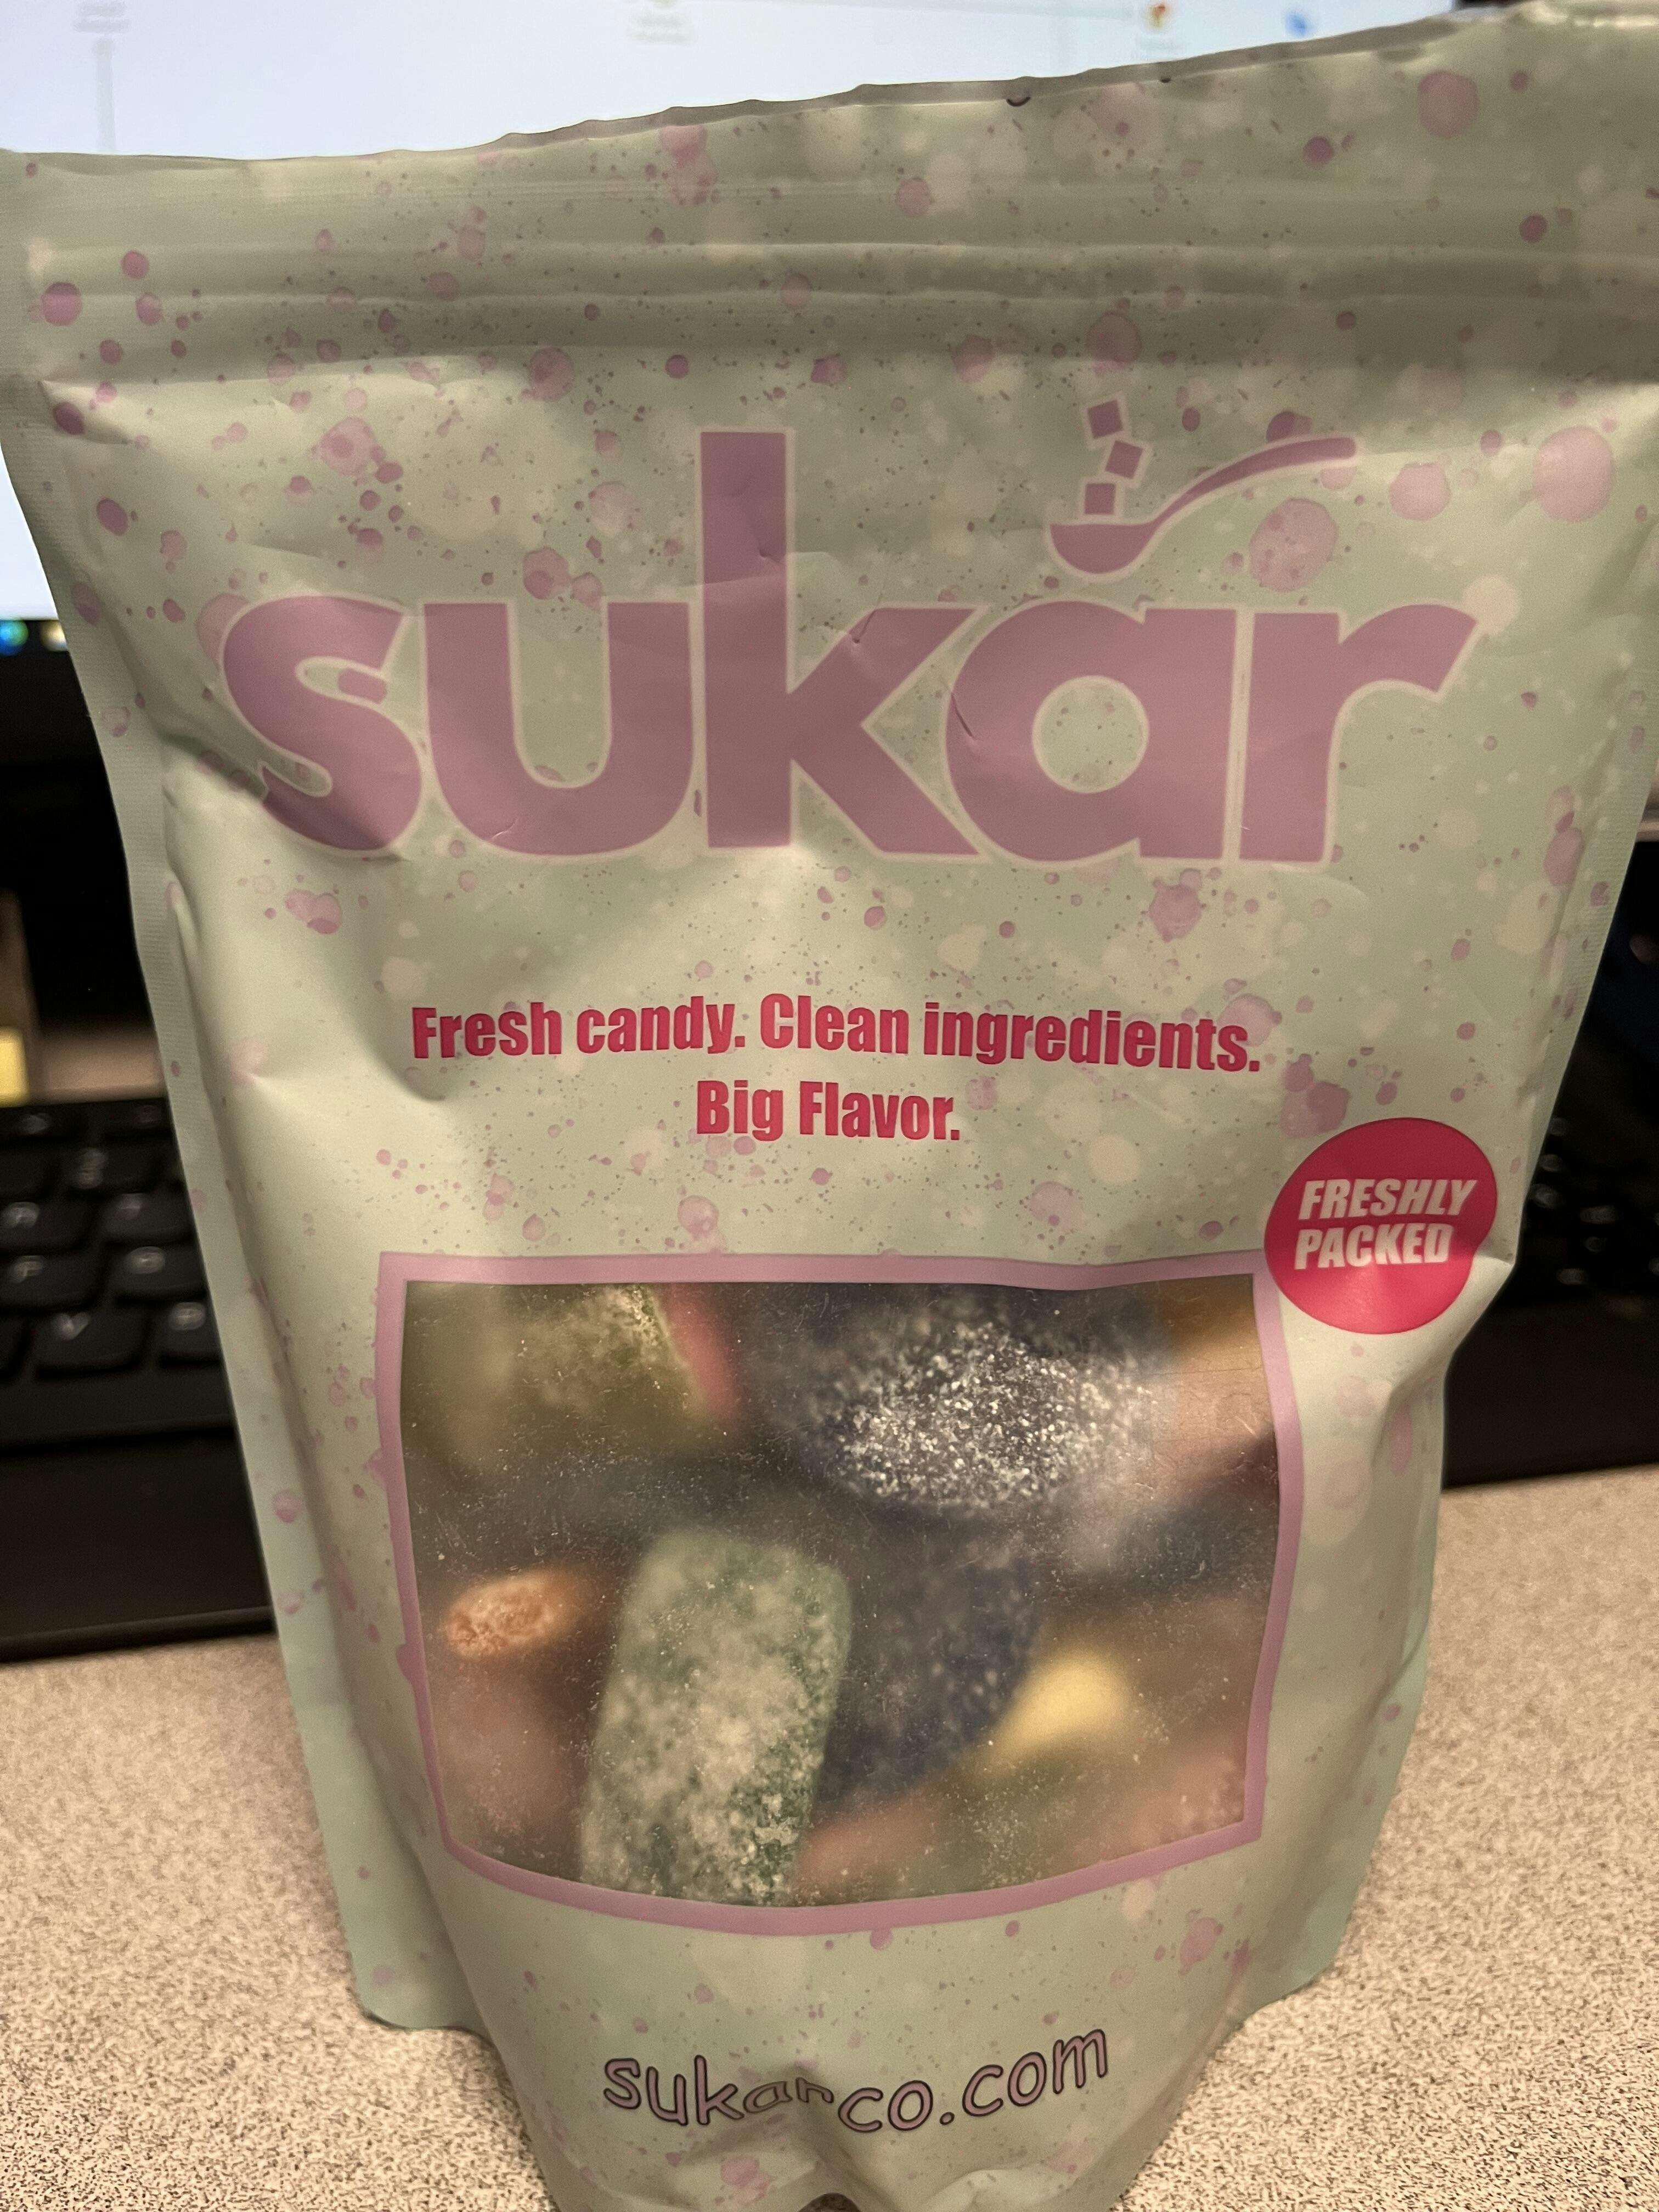 sukar
Fresh candy. Clean ingredients.
Big Flavor.
FRESHLY
PACKED
sukarco.com